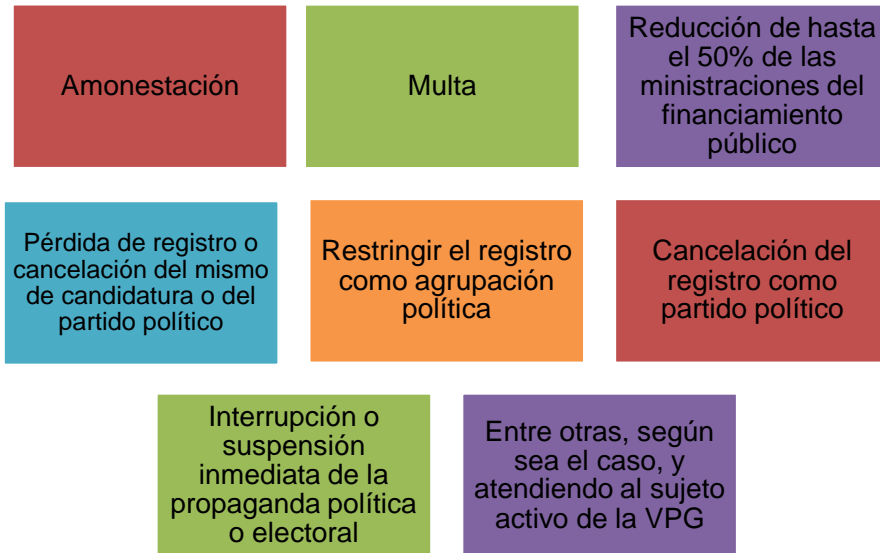 Amonestación
Multa
Reducción de hasta
el 50% de las
ministraciones del
financiamiento
público
Pérdida de registro o
cancelación del mismo
de candidatura o del
partido político
Restringir el registro
como agrupación
política
Cancelación del
registro como
partido político
Interrupción o
suspensión
inmediata de la
propaganda política
o electoral
Entre otras, según
sea el caso, y
atendiendo al sujeto
activo de la VPG